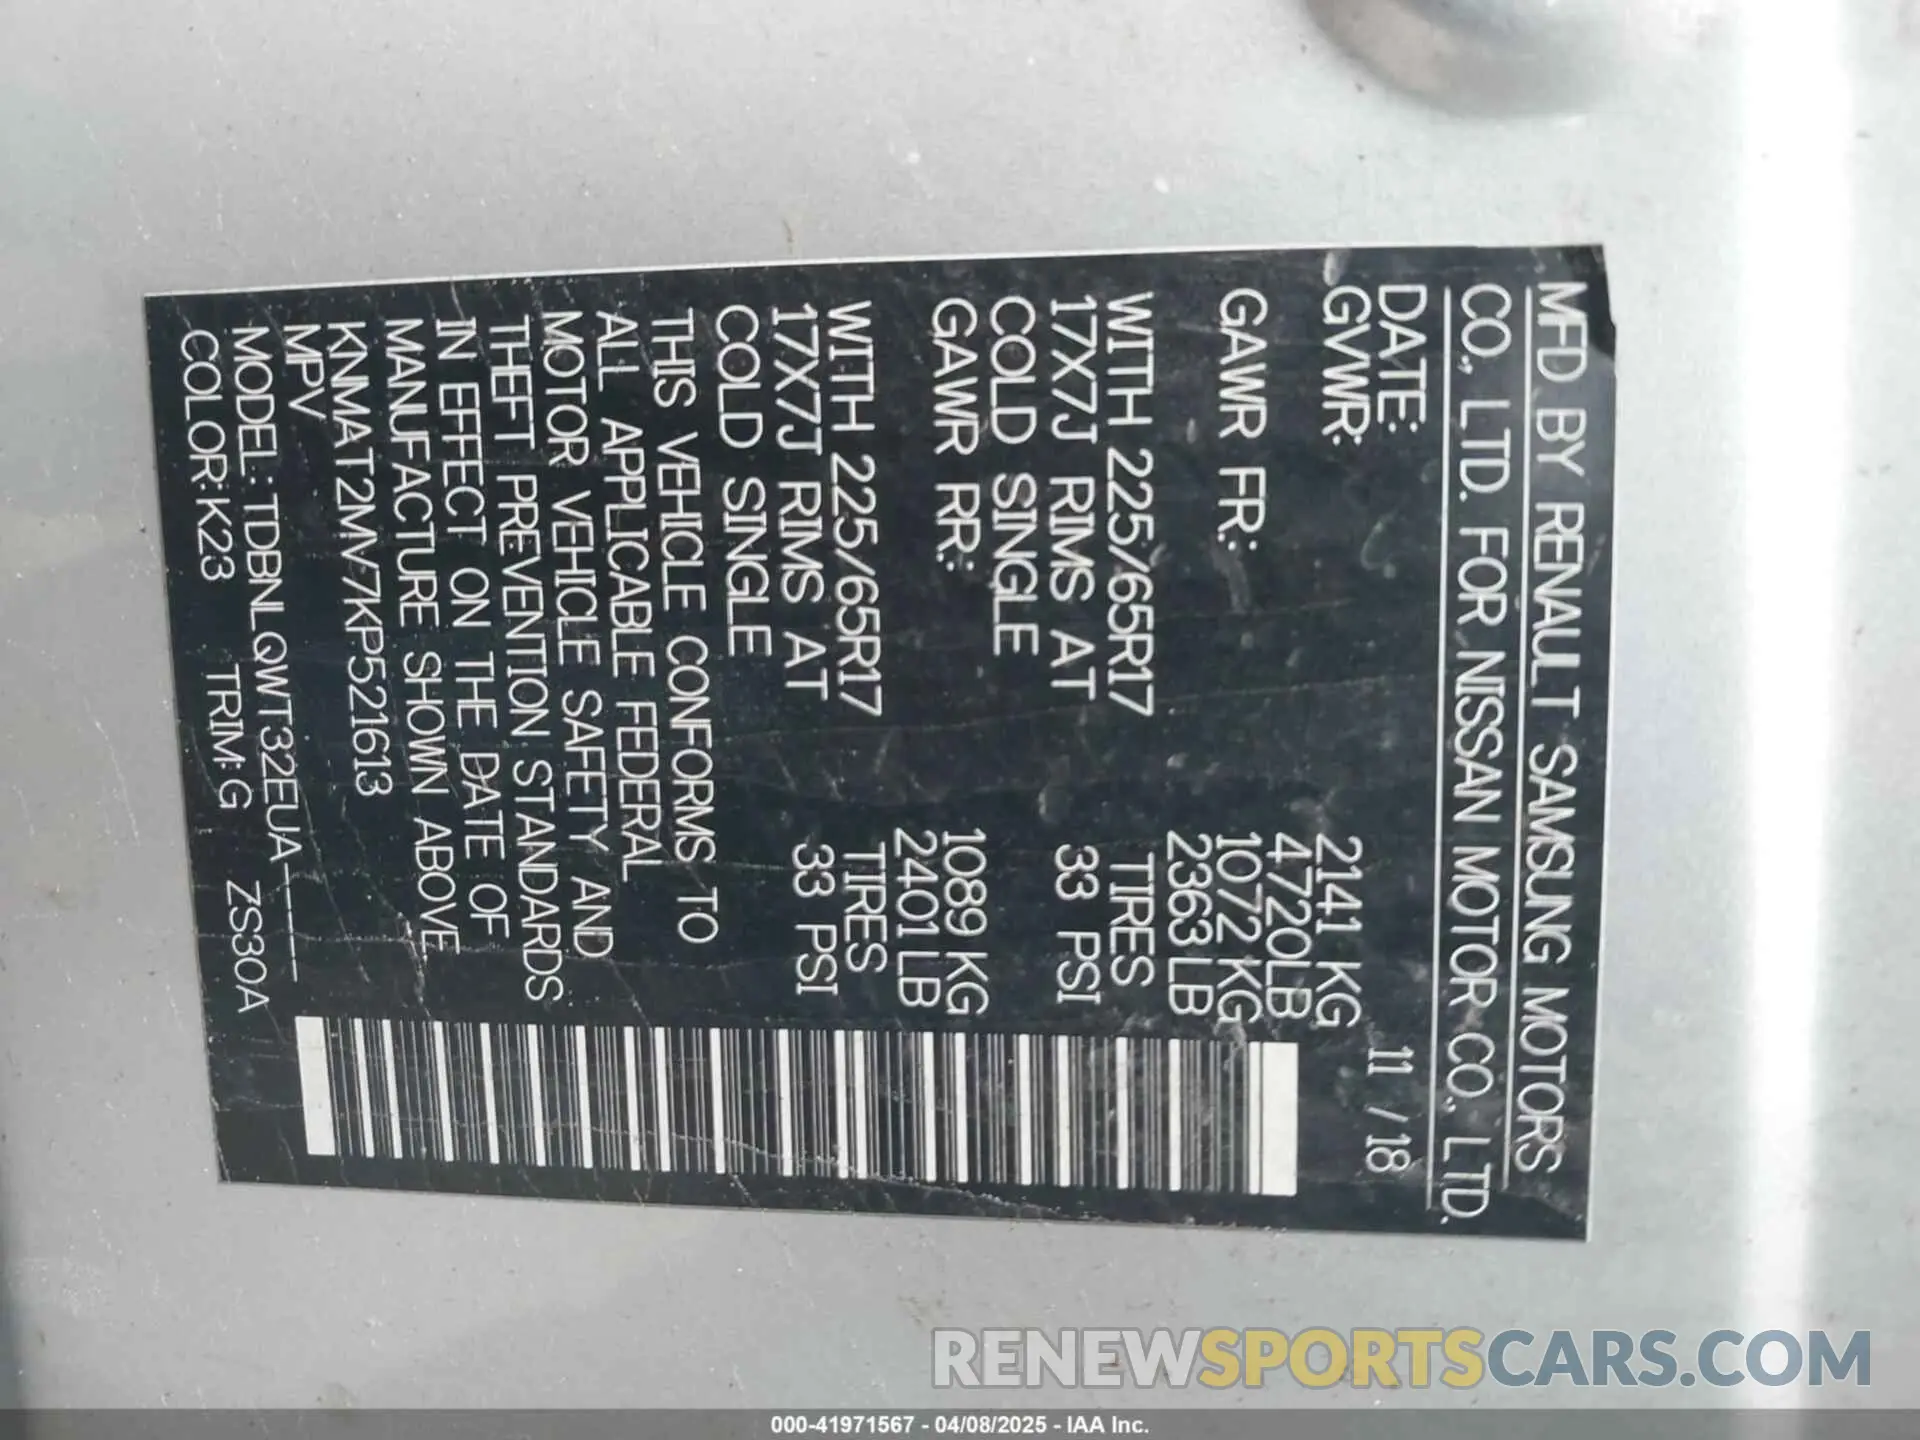 MFD BY RENAULT SAMSUNG MOTORS
CO., LTD. FOR NISSAN MOTOR CO., LTD.
DATE: 11 / 18
GVWR: 2141 KG
4720LB
GAWR FR: 1072 KG
2363 LB
WITH 225/65R17 TIRES
17X7J RIMS AT 33 PSI
COLD SINGLE
GAWR RR: 1089 KG
2401 LB
WITH 225/65R17 TIRES
17X7J RIMS AT 33 PSI
COLD SINGLE
THIS VEHICLE CONFORMS TO
ALL APPLICABLE FEDERAL
MOTOR VEHICLE SAFETY AND
THEFT PREVENTION STANDARDS
IN EFFECT ON THE DATE OF
MANUFACTURE SHOWN ABOVE
KNMAT2MV7KP521613
MPV
MODEL:TDBNLQWT32EUA-----
COLOR:K23 TRIM:G ZS30A
RENEWSPORTSCARS.COM
000-41971567 - 04/08/2025 - IAA Inc.